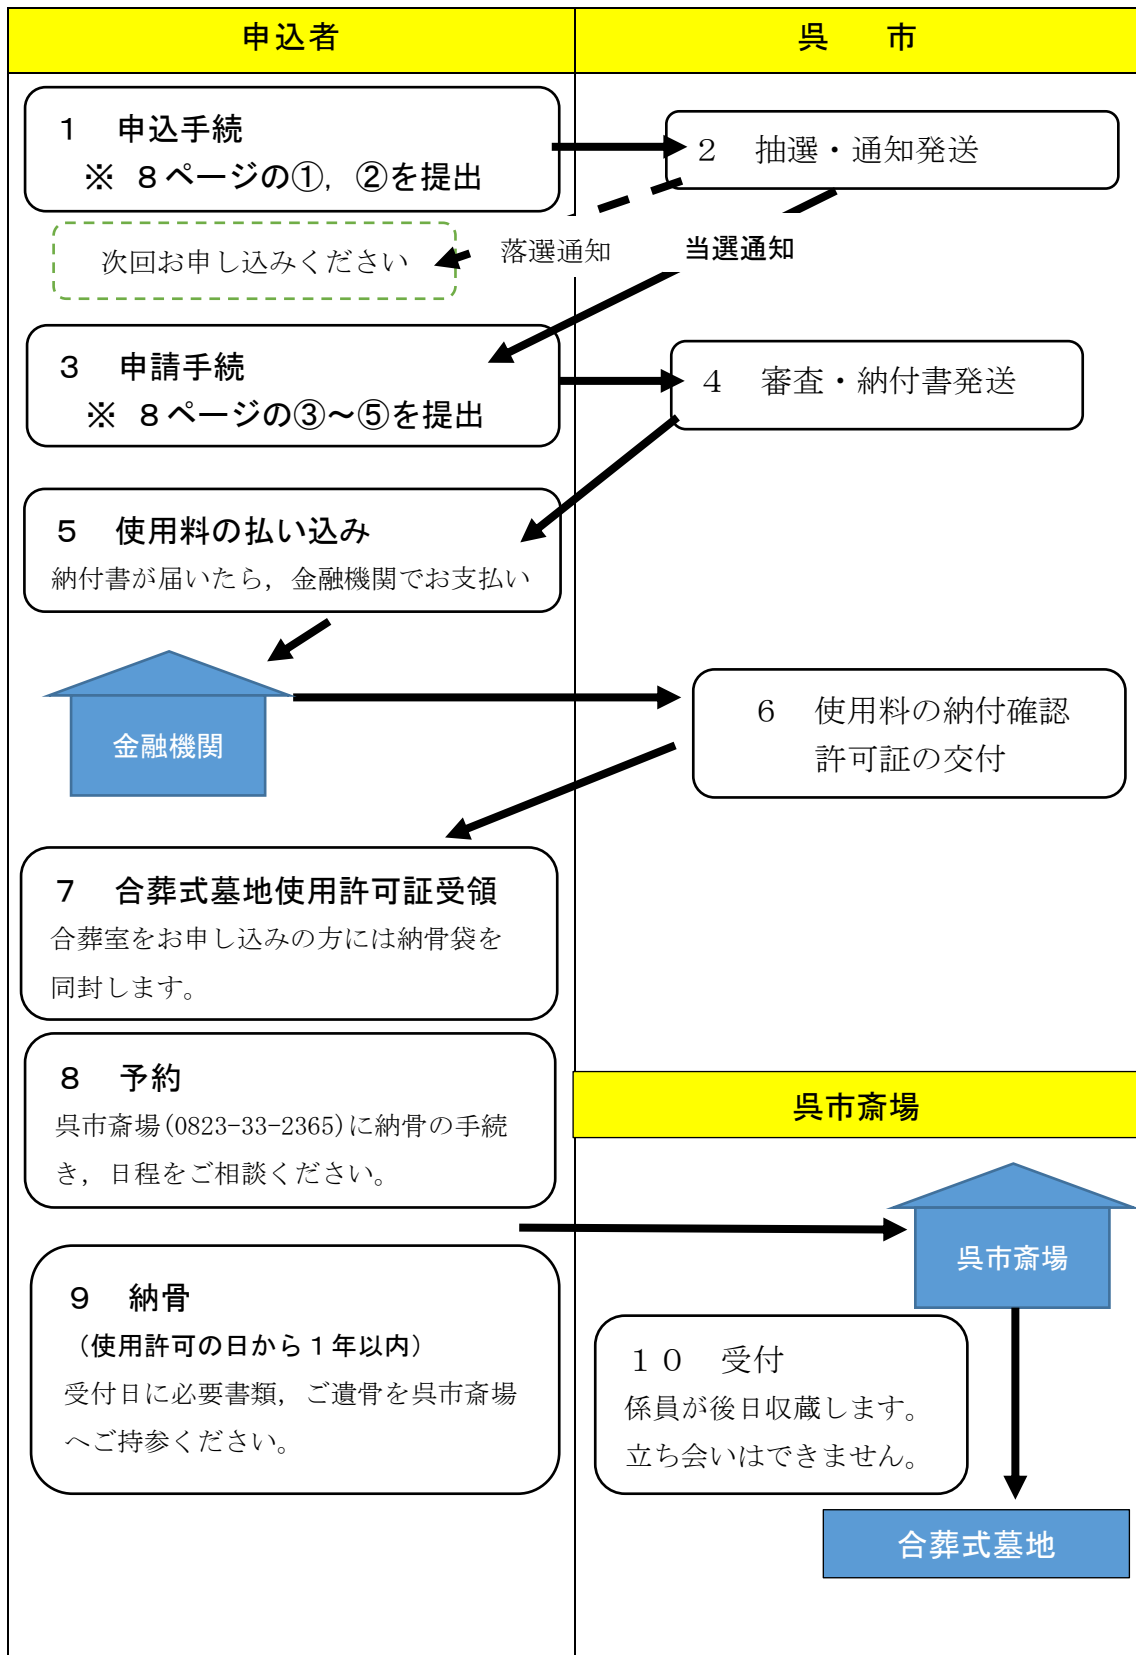 申込者
呉　市
１　申込手続
※ ８ページの①，②を提出
２　抽選・通知発送
落選通知
当選通知
次回お申し込みください
３　申請手続
※ ８ページの③～⑤を提出
４　審査・納付書発送
５　使用料の払い込み
納付書が届いたら，金融機関でお支払い
金融機関
６　使用料の納付確認
許可証の交付
７　合葬式墓地使用許可証受領
合葬室をお申し込みの方には納骨袋を
同封します。
８　予約
呉市斎場(0823-33-2365)に納骨の手続
き，日程をご相談ください。
呉市斎場
呉市斎場
９　納骨
（使用許可の日から１年以内）
受付日に必要書類，ご遺骨を呉市斎場
へご持参ください。
１０　受付
係員が後日収蔵します。
立ち会いはできません。
合葬式墓地